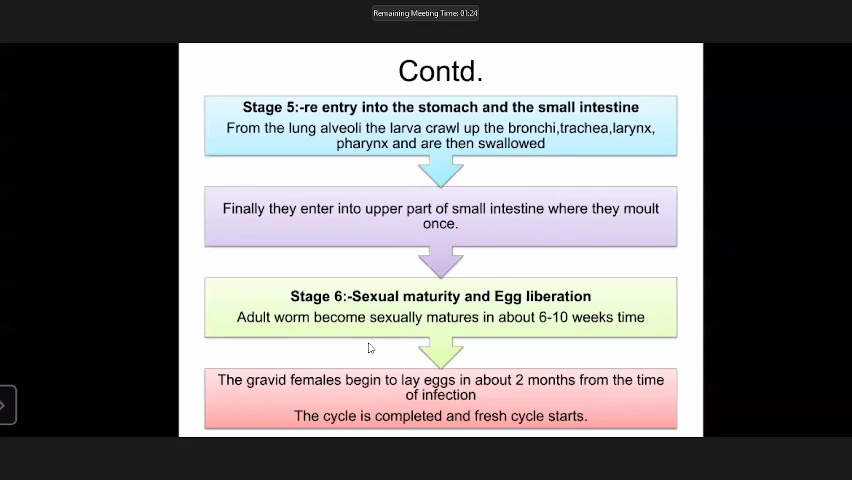 Remaining Meeting Time: 01:24
Contd.
Stage 5:-re entry into the stomach and the small intestine
From the lung alveoli the larva crawl up the bronchi,trachea,larynx,
pharynx and are then swallowed
Finally they enter into upper part of small intestine where they moult
once.
Stage 6:-Sexual maturity and Egg liberation
Adult worm become sexually matures in about 6-10 weeks time
The gravid females begin to lay eggs in about 2 months from the time
of infection
The cycle is completed and fresh cycle starts.